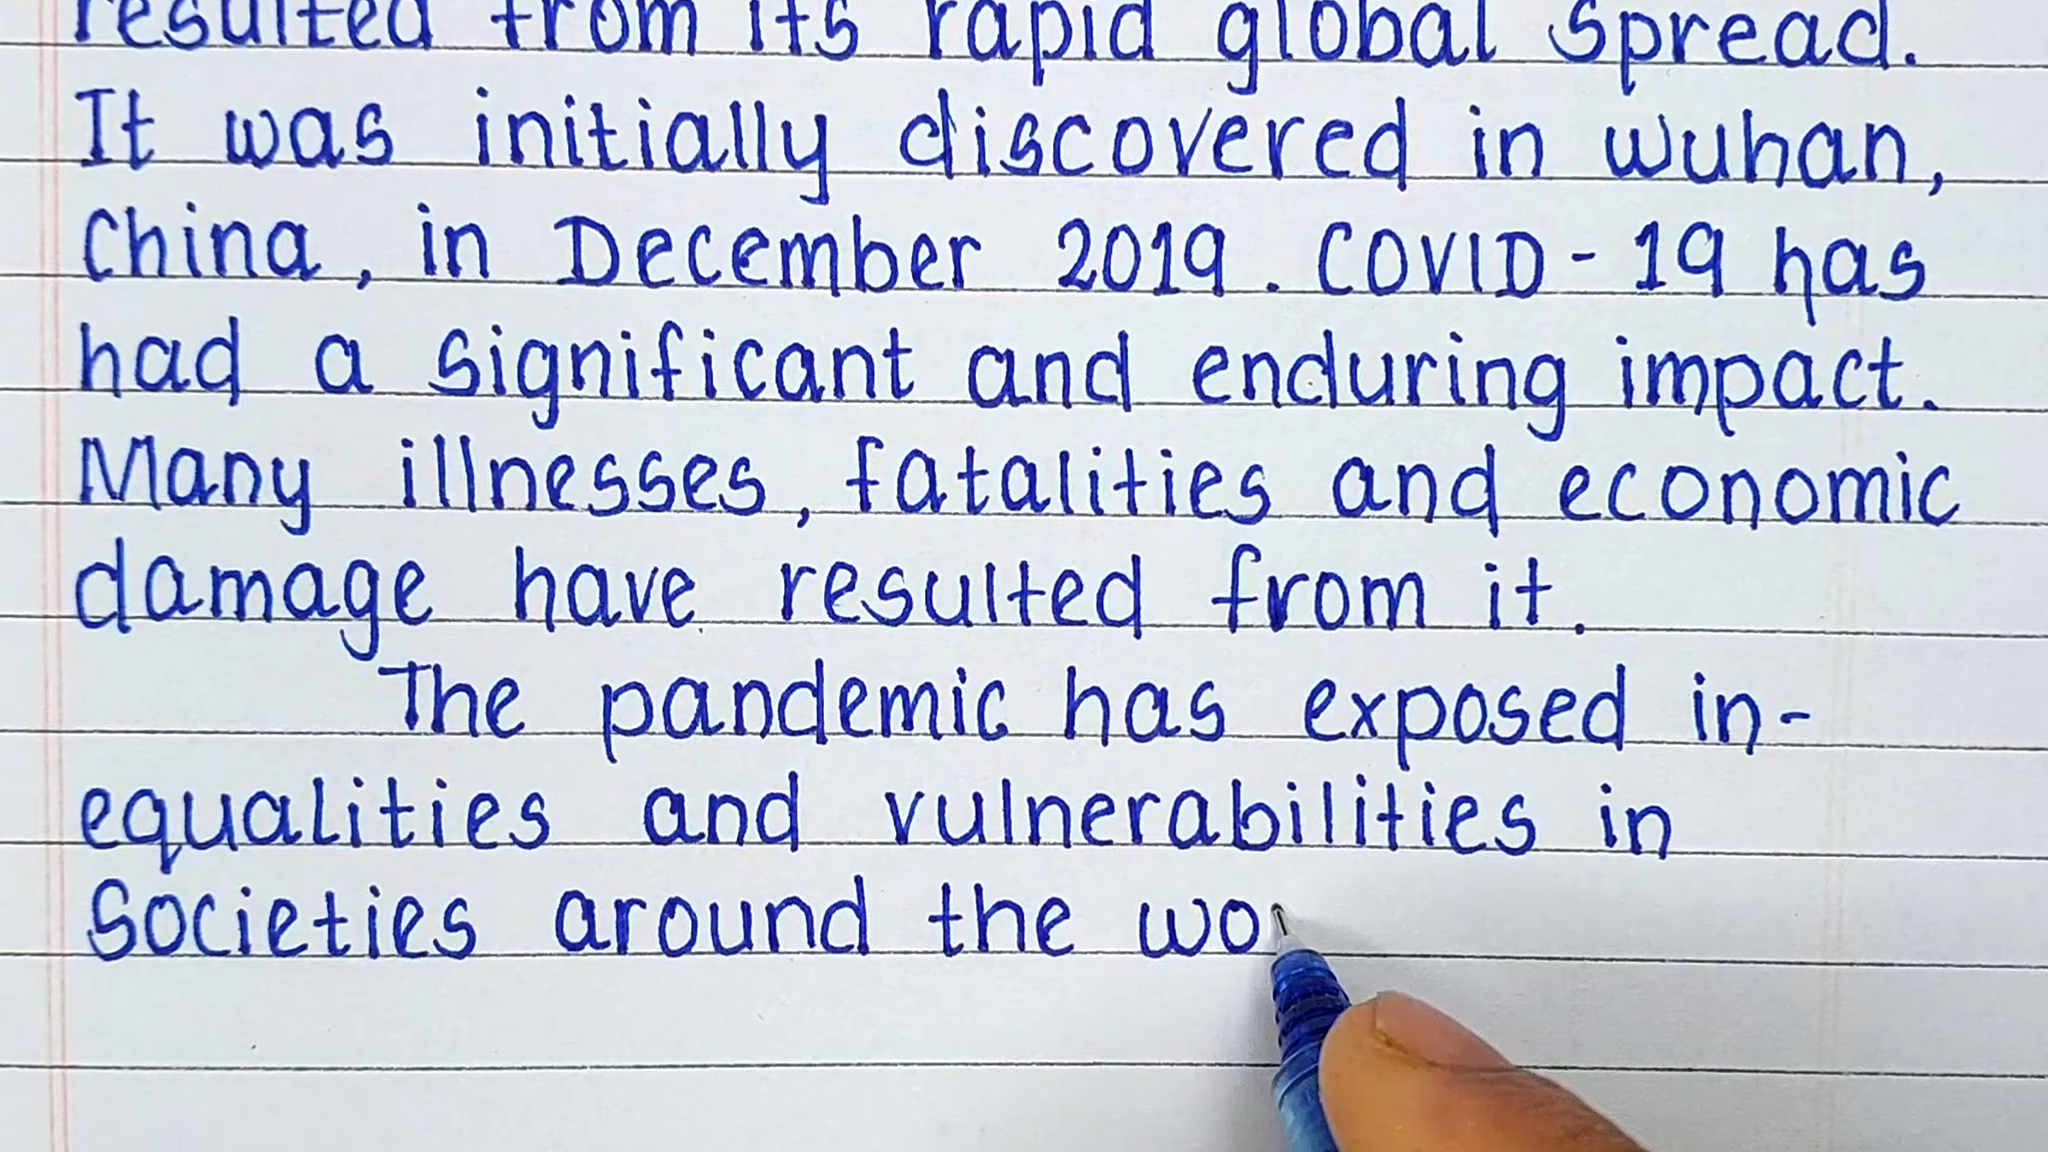 resulted from its rapid global spread.
It was initially discovered in wuhan,
China, in December 2019. COVID-19 has
had a significant and enduring impact.
Many illnesses, fatalities and economic
damage have resulted from it.
The pandemic has exposed in-
equalities and vulnerabilities in
Societies around the wo